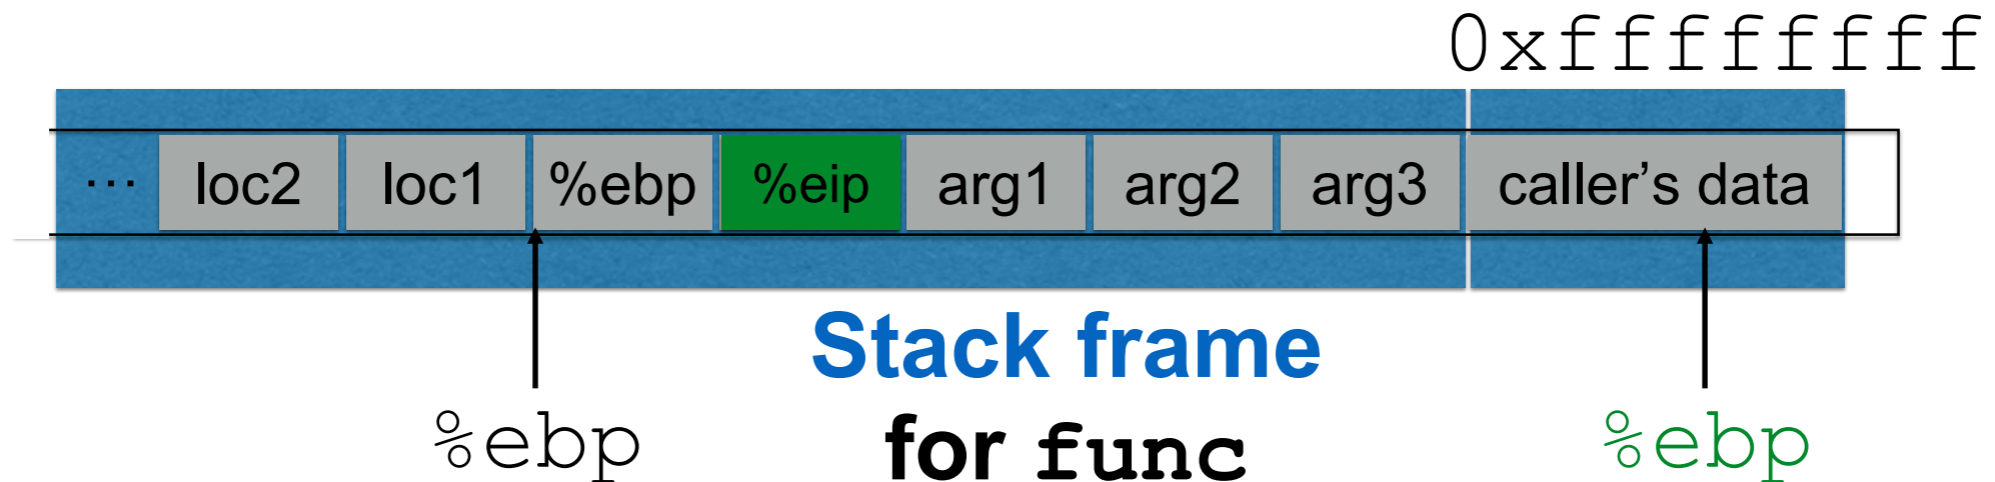 0xffffffff
… loc2 loc1 %ebp %eip arg1 arg2 arg3 caller's data
Stack frame
for func
%ebp
%ebp